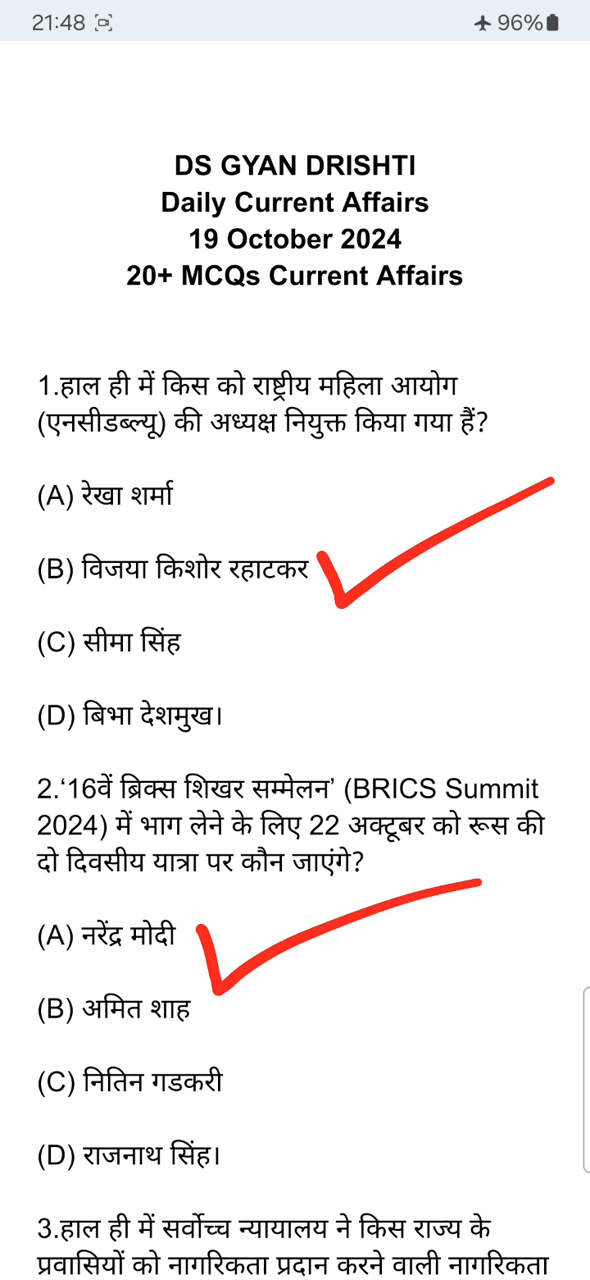 21:48
96%
DS GYAN DRISHTI
Daily Current Affairs
19 October 2024
20+ MCQs Current Affairs
1.हाल ही में किस को राष्ट्रीय महिला आयोग
(एनसीडब्ल्यू) की अध्यक्ष नियुक्त किया गया हैं?
(A) रेखा शर्मा
(B) विजया किशोर रहाटकर
(C) सीमा सिंह
(D) बिभा देशमुख।
2.‘16वें ब्रिक्स शिखर सम्मेलन’ (BRICS Summit
2024) में भाग लेने के लिए 22 अक्टूबर को रूस की
दो दिवसीय यात्रा पर कौन जाएंगे?
(A) नरेंद्र मोदी
(B) अमित शाह
(C) नितिन गडकरी
(D) राजनाथ सिंह।
3.हाल ही में सर्वोच्च न्यायालय ने किस राज्य के
प्रवासियों को नागरिकता प्रदान करने वाली नागरिकता